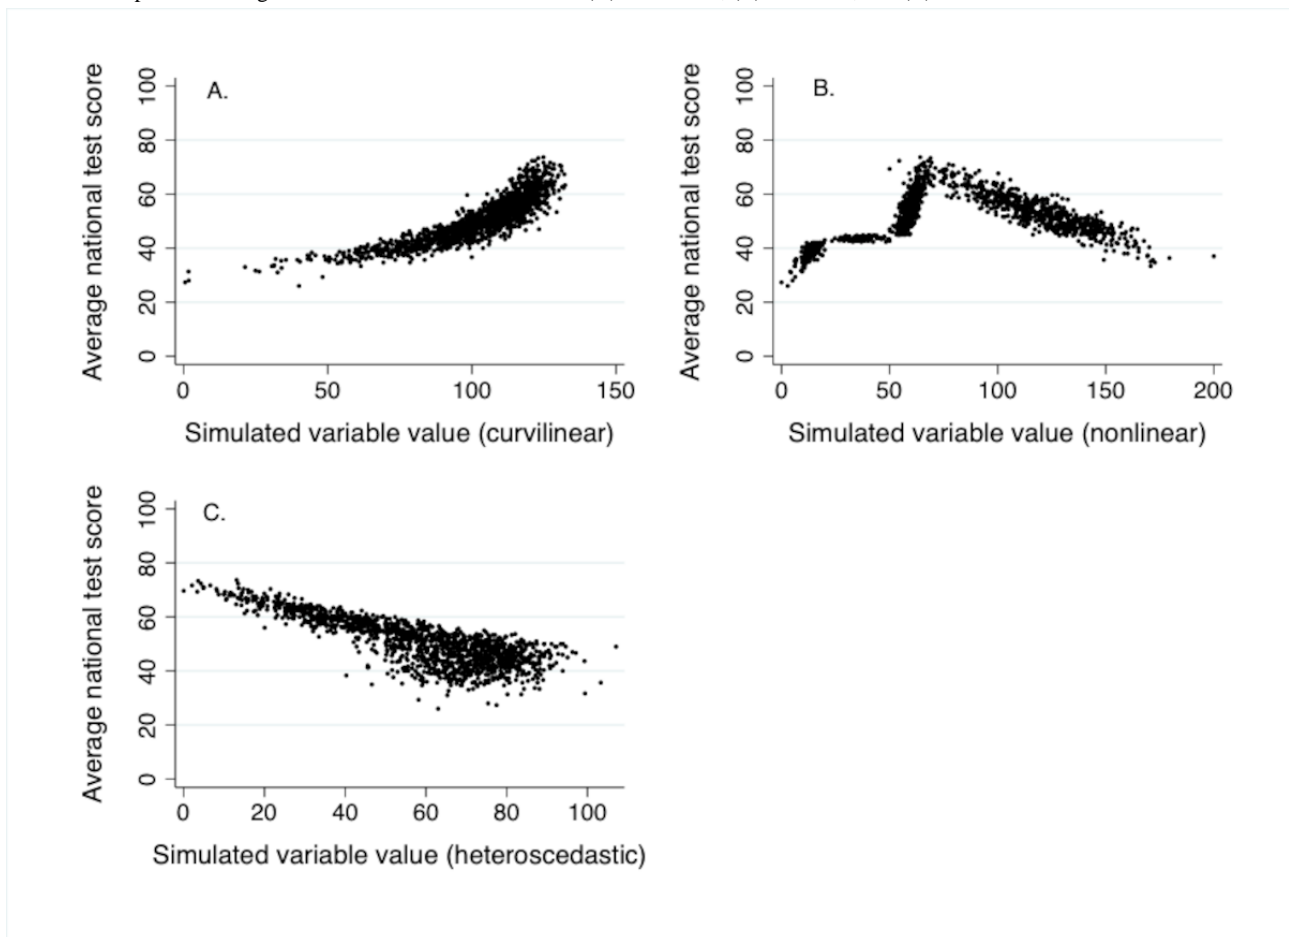 A.
Average national test score
100
80
60
40
20
0
0 50 100 150
Simulated variable value (curvilinear)
B.
Average national test score
100
80
60
40
20
0
0 50 100 150 200
Simulated variable value (nonlinear)
C.
Average national test score
100
80
60
40
20
0
0 20 40 60 80 100
Simulated variable value (heteroscedastic)